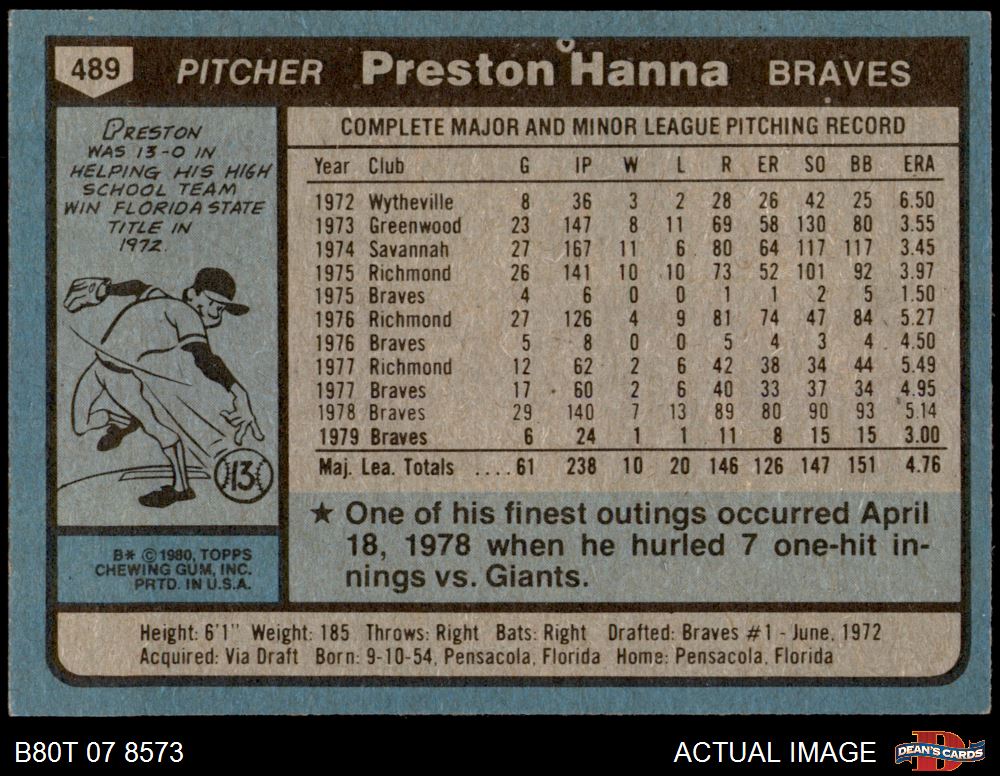 489 PITCHER Preston Hanna BRAVES
PRESTON
WAS 13-0 IN
HELPING HIS HIGH
SCHOOL TEAM
WIN FLORIDA STATE
TITLE IN
1972.
13
B* © 1980, TOPPS
CHEWING GUM, INC.
PRTD. IN U.S.A.
COMPLETE MAJOR AND MINOR LEAGUE PITCHING RECORD
Year Club G IP W L R ER SO BB ERA
1972 Wytheville 8 36 3 2 28 26 42 25 6.50
1973 Greenwood 23 147 8 11 69 58 130 80 3.55
1974 Savannah 27 167 11 6 80 64 117 117 3.45
1975 Richmond 26 141 10 10 73 52 101 92 3.97
1975 Braves 4 6 0 0 1 1 2 5 1.50
1976 Richmond 27 126 4 9 81 74 47 84 5.27
1976 Braves 5 8 0 0 5 4 3 4 4.50
1977 Richmond 12 62 2 6 42 38 34 44 5.49
1977 Braves 17 60 2 6 40 33 37 34 4.95
1978 Braves 29 140 7 13 89 80 90 93 5.14
1979 Braves 6 24 1 1 11 8 15 15 3.00
Maj. Lea. Totals ....61 238 10 20 146 126 147 151 4.76
★ One of his finest outings occurred April
18, 1978 when he hurled 7 one-hit in-
nings vs. Giants.
Height: 6'1" Weight: 185 Throws: Right Bats: Right Drafted: Braves #1 - June, 1972
Acquired: Via Draft Born: 9-10-54, Pensacola, Florida Home: Pensacola, Florida
B80T 07 8573 ACTUAL IMAGE DEAN'S CARDS